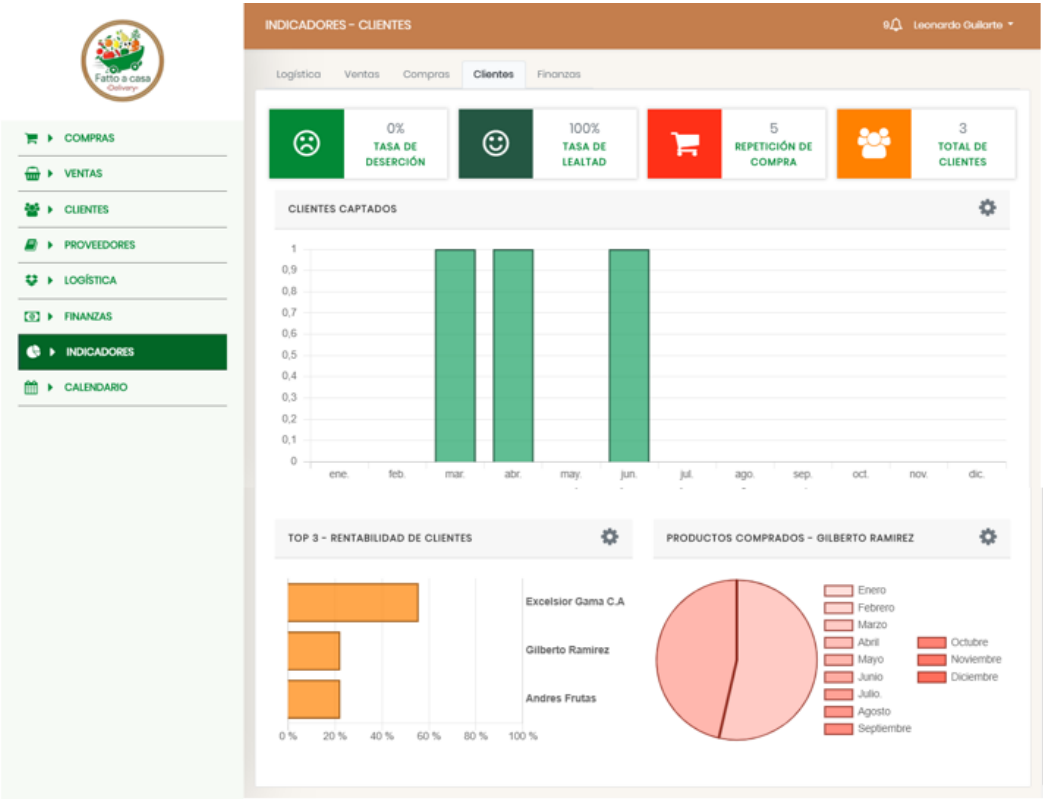 Fatto a casa
-Delivery-
COMPRAS
VENTAS
CLIENTES
PROVEEDORES
LOGÍSTICA
FINANZAS
INDICADORES
CALENDARIO
INDICADORES - CLIENTES
9 Leonardo Guilarte
Logística Ventas Compras Clientes Finanzas
0%
TASA DE
DESERCIÓN
100%
TASA DE
LEALTAD
5
REPETICIÓN DE
COMPRA
3
TOTAL DE
CLIENTES
CLIENTES CAPTADOS
1
0,9
0,8
0,7
0,6
0,5
0,4
0,3
0,2
0,1
0
ene. feb. mar. abr. may. jun. jul. ago. sep. oct. nov. dic.
TOP 3 - RENTABILIDAD DE CLIENTES
Excelsior Gama C.A
Gilberto Ramirez
Andres Frutas
0 % 20 % 40 % 60 % 80 % 100 %
PRODUCTOS COMPRADOS - GILBERTO RAMIREZ
Enero
Febrero
Marzo
Abril
Mayo
Junio
Julio.
Agosto
Septiembre
Octubre
Noviembre
Diciembre